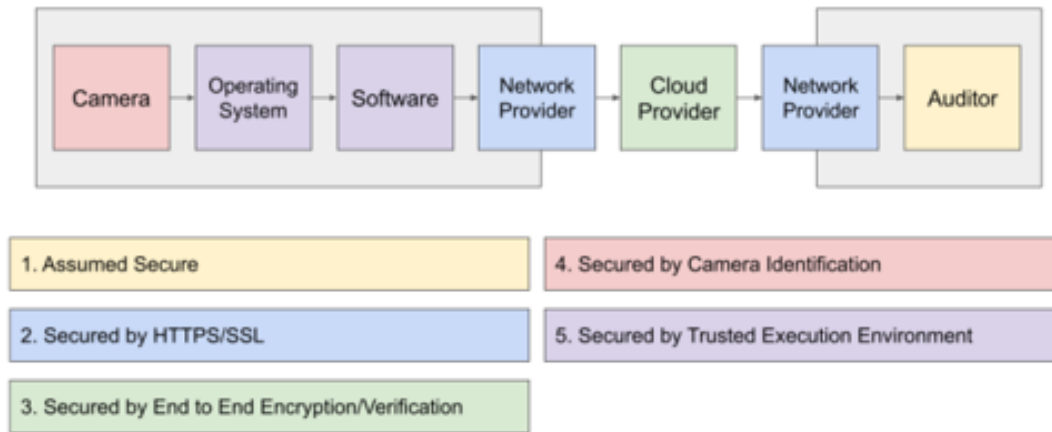 Camera
Operating
System
Software
Network
Provider
Cloud
Provider
Network
Provider
Auditor
1. Assumed Secure
4. Secured by Camera Identification
2. Secured by HTTPS/SSL
5. Secured by Trusted Execution Environment
3. Secured by End to End Encryption/Verification